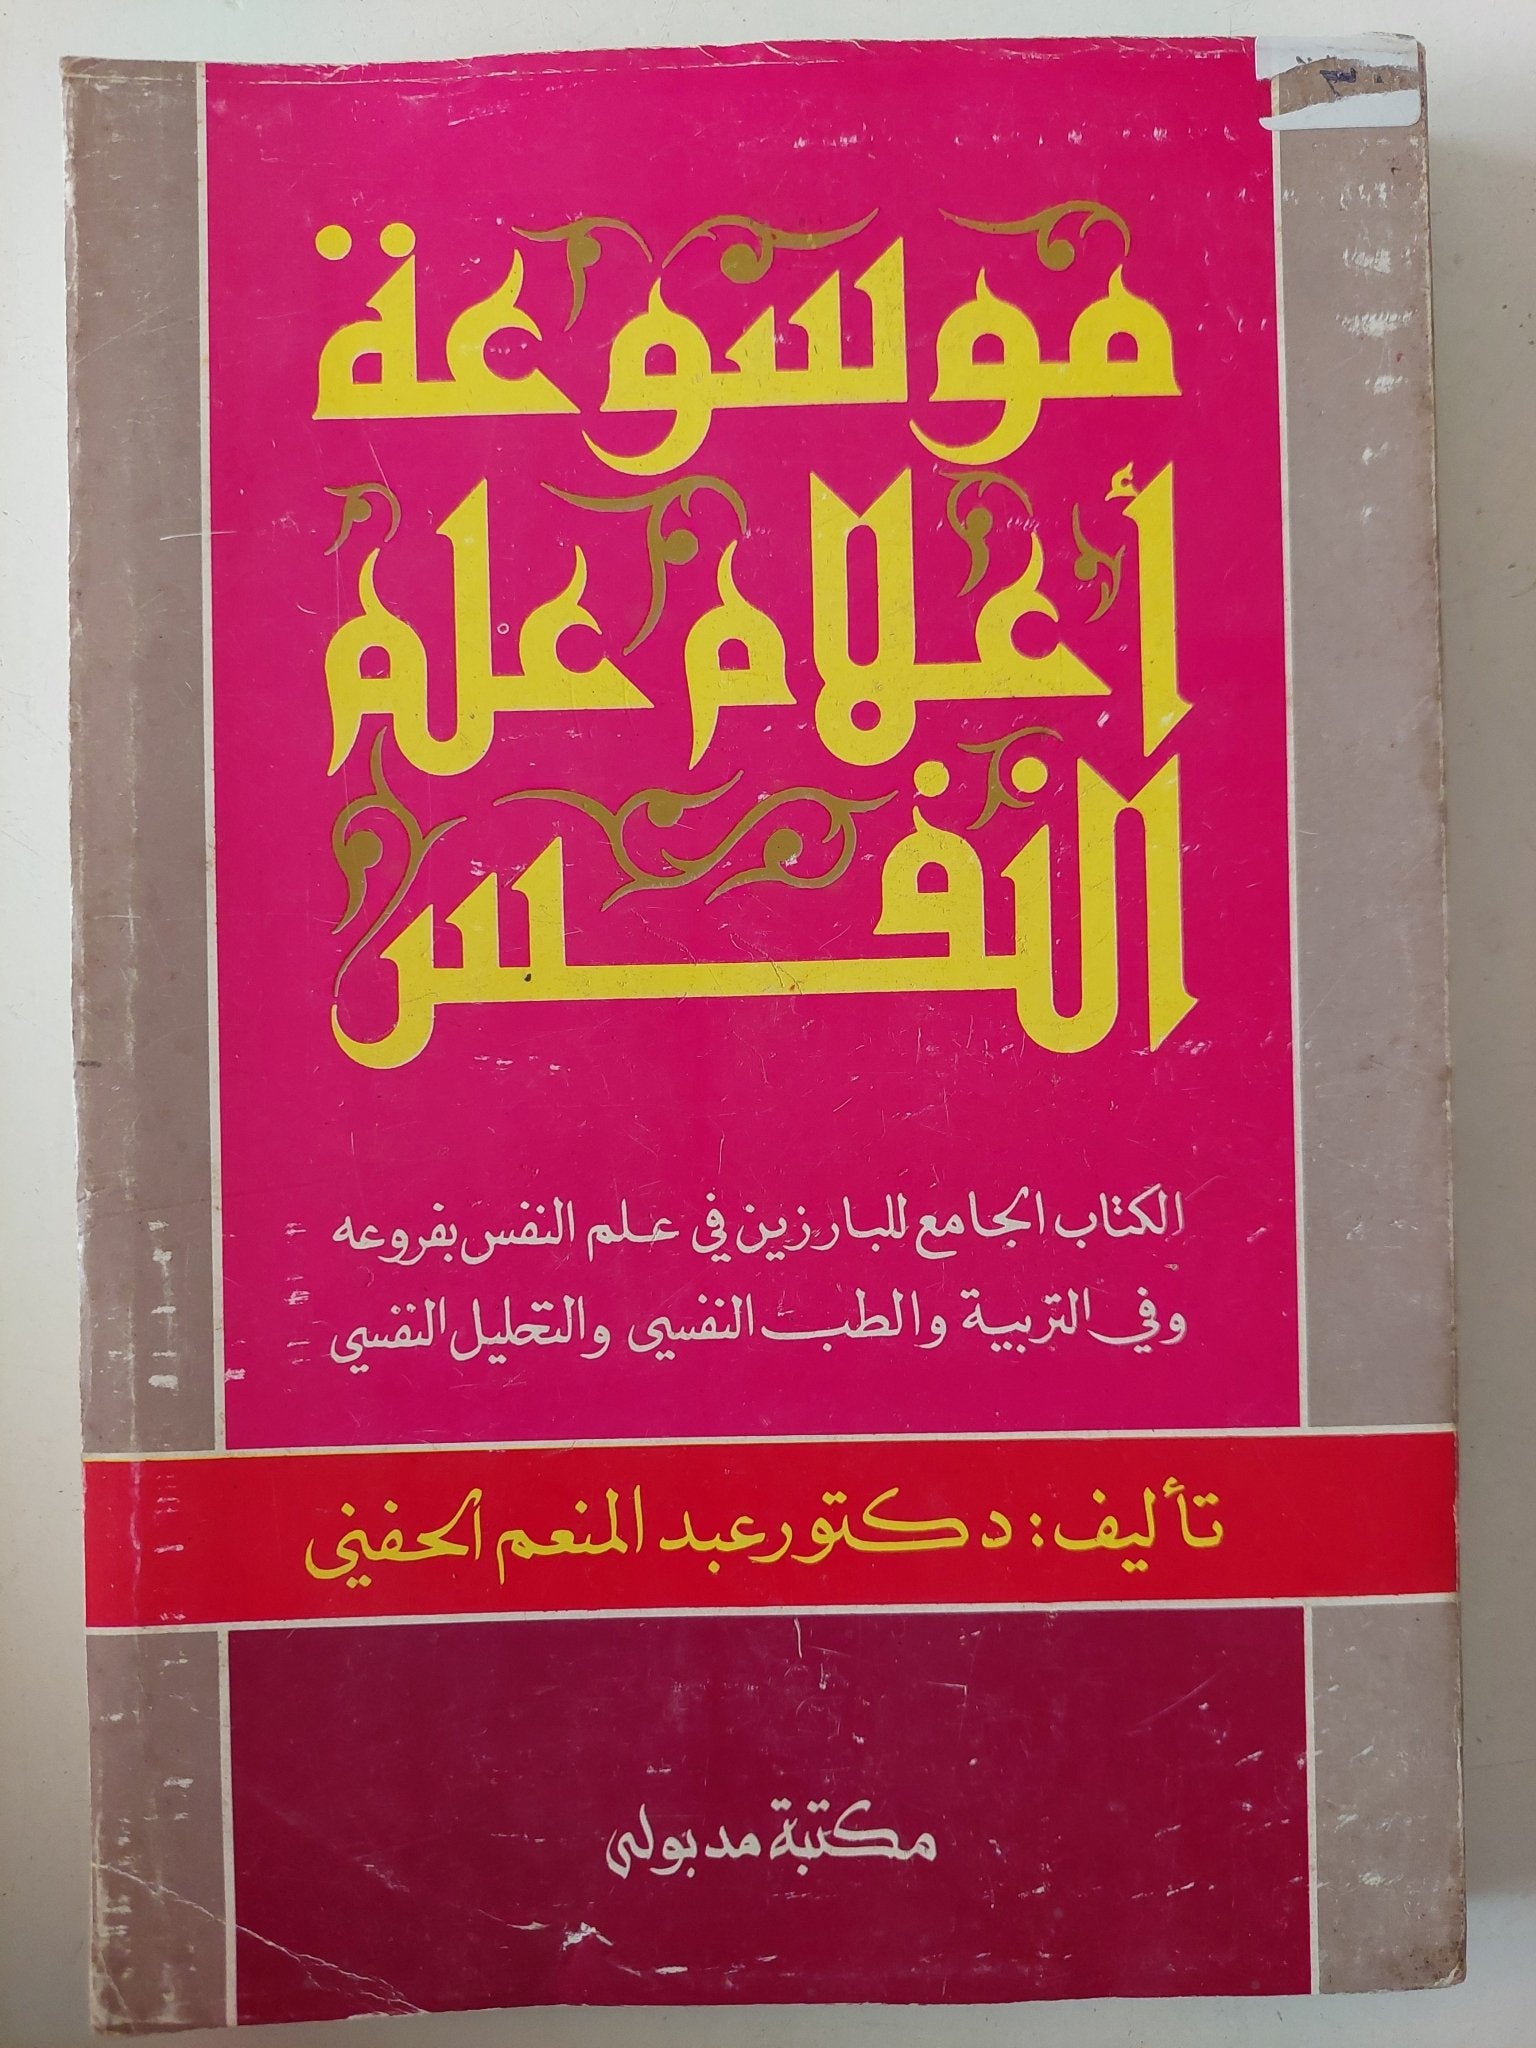 موسوعة
أعلام علم
النفس
الكتاب الجامع للبارزين في علم النفس بفروعه
وفي التربية والطب النفسي والتحليل النفسي
تأليف: دكتور عبد المنعم الحفني
مكتبة مدبولى